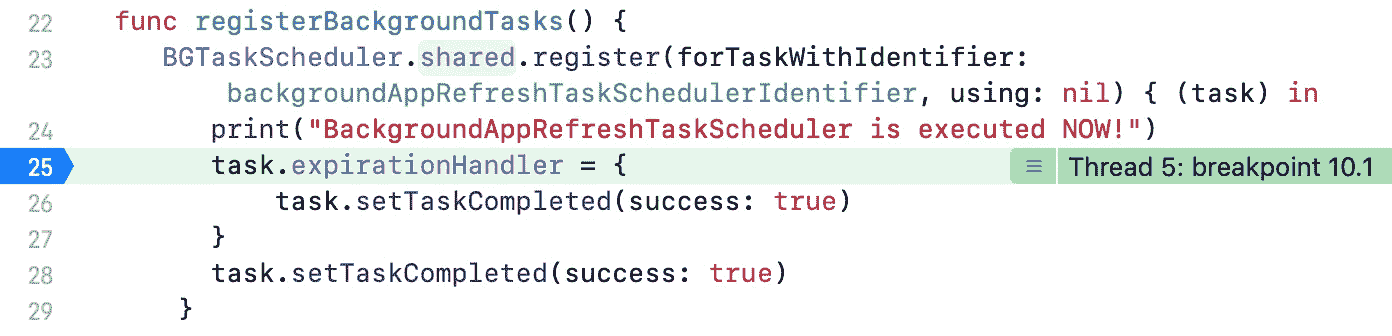 22 func registerBackgroundTasks() {
23 BGTaskScheduler.shared.register(forTaskWithIdentifier:
backgroundAppRefreshTaskSchedulerIdentifier, using: nil) { (task) in
24 print("BackgroundAppRefreshTaskScheduler is executed NOW!")
25 task.expirationHandler = { ≡ Thread 5: breakpoint 10.1
26 task.setTaskCompleted(success: true)
27 }
28 task.setTaskCompleted(success: true)
29 }